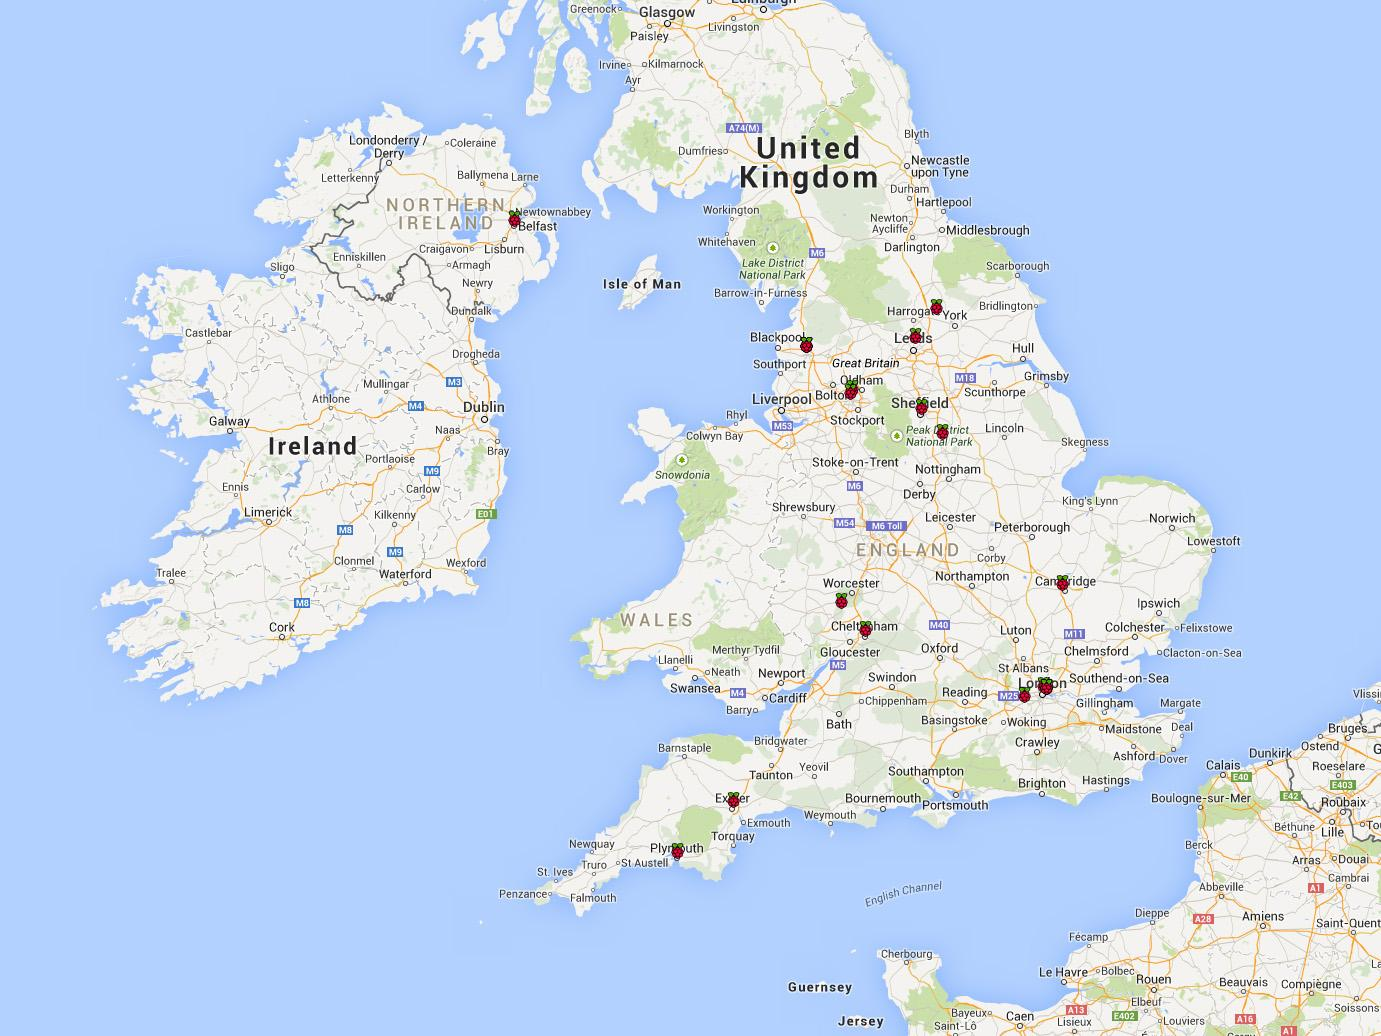 Greenock
Glasgow
Edinburgh
Livingston
Paisley
Irvine
Kilmarnock
Ayr
A74(M)
Blyth
Londonderry /
Derry
Coleraine
United
Kingdom
Dumfries
Newcastle
upon Tyne
Letterkenny
Ballymena
Larne
Durham
Hartlepool
NORTHERN
IRELAND
Newtownabbey
Belfast
Workington
Newton
Aycliffe
Middlesbrough
Whitehaven
Darlington
Craigavon
Lisburn
Enniskillen
Armagh
M6
Sligo
Lake District
National Park
Scarborough
Newry
Isle of Man
Barrow-in-Furness
Dundalk
Harrogate
York
Bridlington
Castlebar
Blackpool
Leeds
Drogheda
Southport
Great Britain
Hull
Mullingar
M3
Oldham
M18
Grimsby
Athlone
M4
Bolton
Scunthorpe
Dublin
Liverpool
Sheffield
Galway
Rhyl
Stockport
M53
Naas
Colwyn Bay
Peak District
National Park
Lincoln
Skegness
Ireland
Bray
Portlaoise
M9
Snowdonia
Stoke-on-Trent
Nottingham
Ennis
Carlow
M6
Derby
King's Lynn
Limerick
Kilkenny
E01
Shrewsbury
M54
M6 Toll
Leicester
Peterborough
Norwich
M8
Lowestoft
M9
ENGLAND
Corby
Clonmel
Wexford
Tralee
Waterford
Worcester
Northampton
Cambridge
M8
Ipswich
WALES
Cork
Cheltenham
M40
Luton
M11
Colchester
Felixstowe
Merthyr Tydfil
Gloucester
Oxford
Chelmsford
Clacton-on-Sea
Llanelli
Neath
Newport
M5
St Albans
Swansea
M4
Swindon
London
Southend-on-Sea
Cardiff
Chippenham
Reading
M25
Gillingham
Margate
Vlissin
Barry
Bath
Basingstoke
Woking
Maidstone
Deal
Bruges
Barnstaple
Bridgwater
Crawley
Ashford
Dover
Dunkirk
Ostend
Taunton
Yeovil
Southampton
Calais
E40
Roeselare
Brighton
Hastings
E403
Exeter
Bournemouth
Portsmouth
Boulogne-sur-Mer
E42
Roubaix
Exmouth
Weymouth
Béthune
Lille
Torquay
Newquay
Plymouth
Berck
Truro
St Austell
Arras
Douai
St. Ives
Cambrai
Penzance
Falmouth
English Channel
Abbeville
A1
Dieppe
A28
Amiens
Saint-Quent
Fécamp
Cherbourg
Le Havre
Bolbec
Rouen
Beauvais
Compiègne
Guernsey
Elbeuf
Soissons
Bayeux
Caen
A13
E402
Jersey
Saint-Lô
Lisieux
Louviers
A16
A1